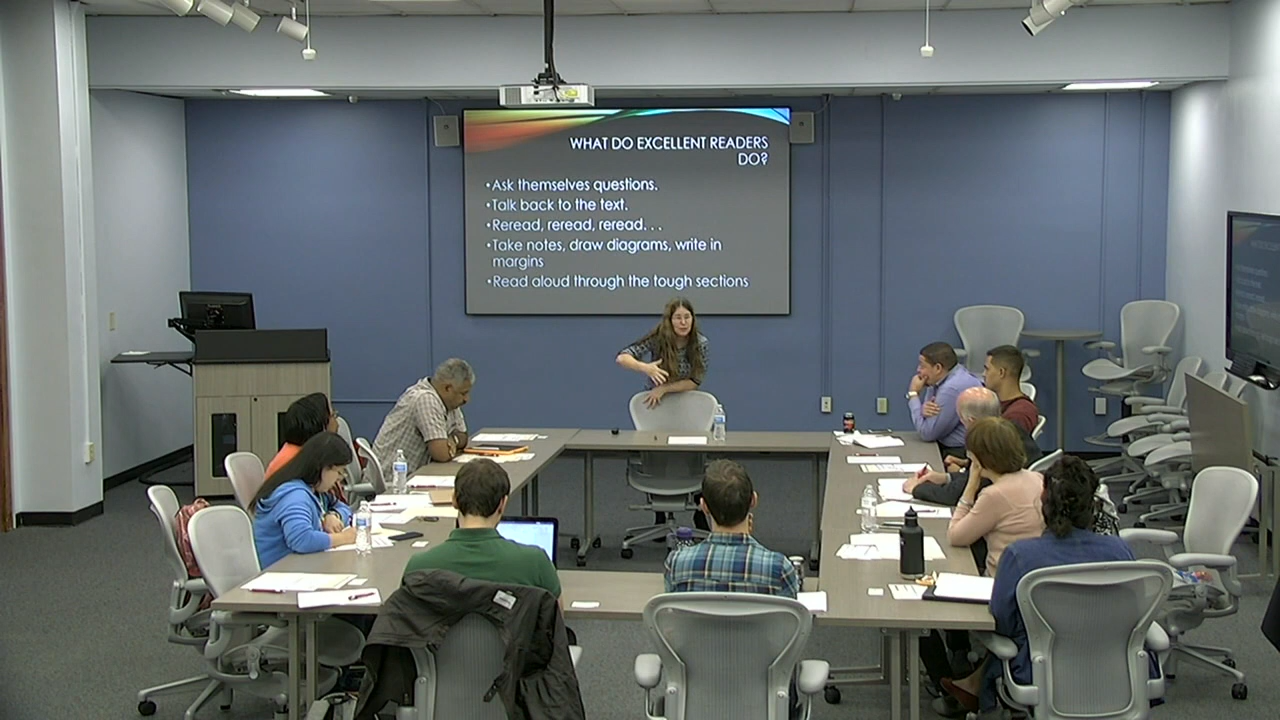 WHAT DO EXCELLENT READERS
DO?
•Ask themselves questions.
•Talk back to the text.
•Reread, reread, reread. . .
•Take notes, draw diagrams, write in
margins
•Read aloud through the tough sections